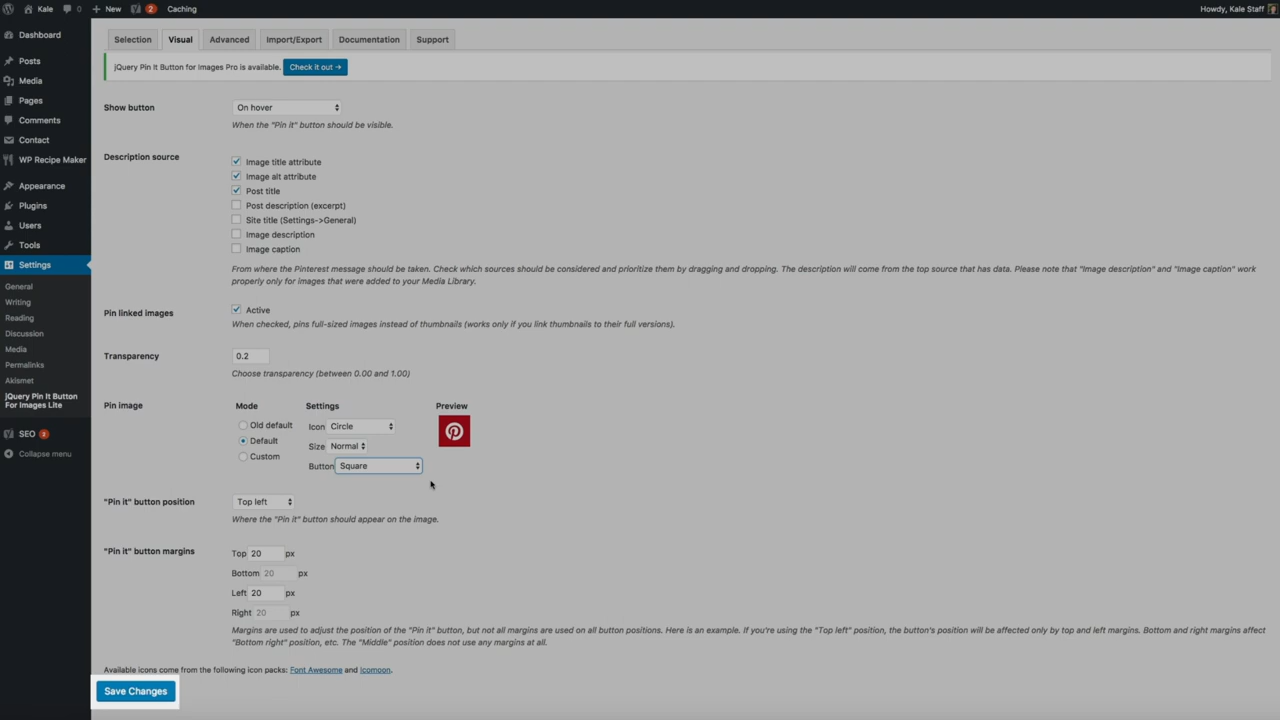 Kale 0 New 2 Caching Howdy, Kale Staff
Dashboard
Posts
Media
Pages
Comments
Contact
WP Recipe Maker
Appearance
Plugins
Users
Tools
Settings
General
Writing
Reading
Discussion
Media
Permalinks
Akismet
jQuery Pin It Button
For Images Lite
SEO
Collapse menu
Selection Visual Advanced Import/Export Documentation Support
jQuery Pin It Button for Images Pro is available. Check it out →
Show button On hover
When the "Pin it" button should be visible.
Description source
Image title attribute
Image alt attribute
Post title
Post description (excerpt)
Site title (Settings->General)
Image description
Image caption
From where the Pinterest message should be taken. Check which sources should be considered and prioritize them by dragging and dropping. The description will come from the top source that has data. Please note that "Image description" and "Image caption" work
properly only for images that were added to your Media Library.
Pin linked images Active
When checked, pins full-sized images instead of thumbnails (works only if you link thumbnails to their full versions).
Transparency 0.2
Choose transparency (between 0.00 and 1.00)
Pin image Mode Settings Preview
Old default Icon Circle
Default Size Normal
Custom Button Square
"Pin it" button position Top left
Where the "Pin it" button should appear on the image.
"Pin it" button margins
Top 20 px
Bottom 20 px
Left 20 px
Right 20 px
Margins are used to adjust the position of the "Pin it" button, but not all margins are used on all button positions. Here is an example. If you're using the "Top left" position, the button's position will be affected only by top and left margins. Bottom and right margins affect
"Bottom right" position, etc. The "Middle" position does not use any margins at all.
Available icons come from the following icon packs: Font Awesome and Icomoon.
Save Changes